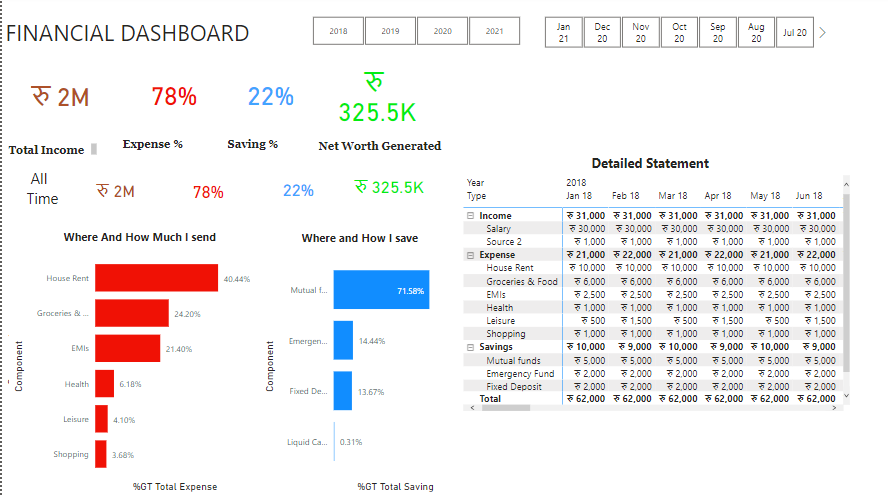 FINANCIAL DASHBOARD
2018 2019 2020 2021
Jan 21 Dec 20 Nov 20 Oct 20 Sep 20 Aug 20 Jul 20
रु 2M 78% 22% रु 325.5K
Total Income Expense % Saving % Net Worth Generated
All Time रु 2M 78% 22% रु 325.5K
Where And How Much I send
House Rent 40.44%
Groceries &... 24.20%
EMIs 21.40%
Health 6.18%
Leisure 4.10%
Shopping 3.68%
Component
%GT Total Expense
Where and How I save
Mutual f... 71.58%
Emergen... 14.44%
Fixed De... 13.67%
Liquid Ca... 0.31%
Component
%GT Total Saving
Detailed Statement
Year 2018
Type Jan 18 Feb 18 Mar 18 Apr 18 May 18 Jun 18
Income रु 31,000 रु 31,000 रु 31,000 रु 31,000 रु 31,000 रु 31,000
Salary रु 30,000 रु 30,000 रु 30,000 रु 30,000 रु 30,000 रु 30,000
Source 2 रु 1,000 रु 1,000 रु 1,000 रु 1,000 रु 1,000 रु 1,000
Expense रु 21,000 रु 22,000 रु 21,000 रु 22,000 रु 21,000 रु 22,000
House Rent रु 10,000 रु 10,000 रु 10,000 रु 10,000 रु 10,000 रु 10,000
Groceries & Food रु 6,000 रु 6,000 रु 6,000 रु 6,000 रु 6,000 रु 6,000
EMIs रु 2,500 रु 2,500 रु 2,500 रु 2,500 रु 2,500 रु 2,500
Health रु 1,000 रु 1,000 रु 1,000 रु 1,000 रु 1,000 रु 1,000
Leisure रु 500 रु 1,500 रु 500 रु 1,500 रु 500 रु 1,500
Shopping रु 1,000 रु 1,000 रु 1,000 रु 1,000 रु 1,000 रु 1,000
Savings रु 10,000 रु 9,000 रु 10,000 रु 9,000 रु 10,000 रु 9,000
Mutual funds रु 5,000 रु 5,000 रु 5,000 रु 5,000 रु 5,000 रु 5,000
Emergency Fund रु 2,000 रु 2,000 रु 2,000 रु 2,000 रु 2,000 रु 2,000
Fixed Deposit रु 2,000 रु 2,000 रु 2,000 रु 2,000 रु 2,000 रु 2,000
Total रु 62,000 रु 62,000 रु 62,000 रु 62,000 रु 62,000 रु 62,000